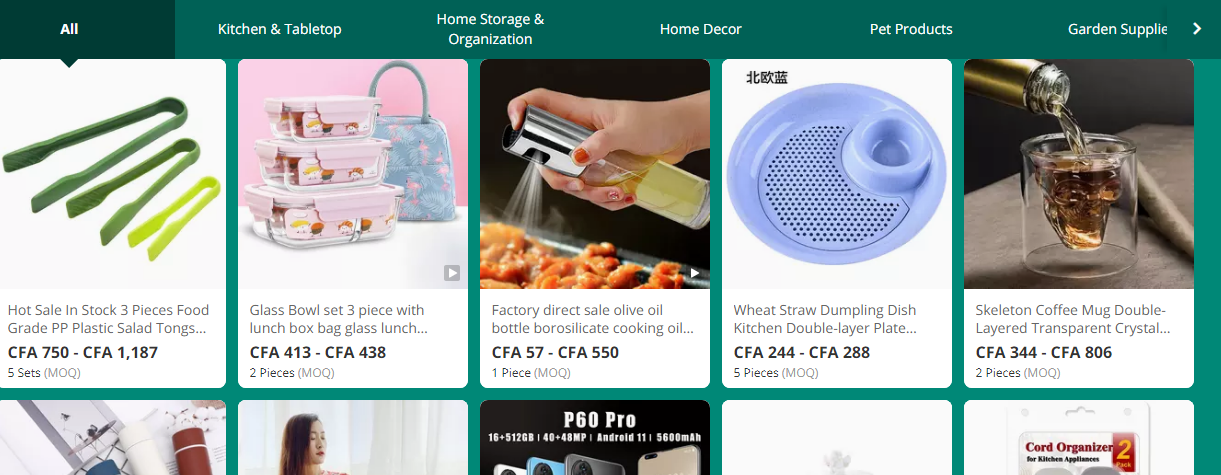 All
Kitchen & Tabletop
Home Storage &
Organization
Home Decor
Pet Products
Garden Supplie
北欧蓝
Hot Sale In Stock 3 Pieces Food
Grade PP Plastic Salad Tongs...
CFA 750 - CFA 1,187
5 Sets (MOQ)
Glass Bowl set 3 piece with
lunch box bag glass lunch...
CFA 413 - CFA 438
2 Pieces (MOQ)
Factory direct sale olive oil
bottle borosilicate cooking oil...
CFA 57 - CFA 550
1 Piece (MOQ)
Wheat Straw Dumpling Dish
Kitchen Double-layer Plate...
CFA 244 - CFA 288
5 Pieces (MOQ)
Skeleton Coffee Mug Double-
Layered Transparent Crystal...
CFA 344 - CFA 806
2 Pieces (MOQ)
P60 Pro
16+512GB | 40+48MP | Android 11 | 5600mAh
Cord Organizer
for Kitchen Appliances
2
Pack